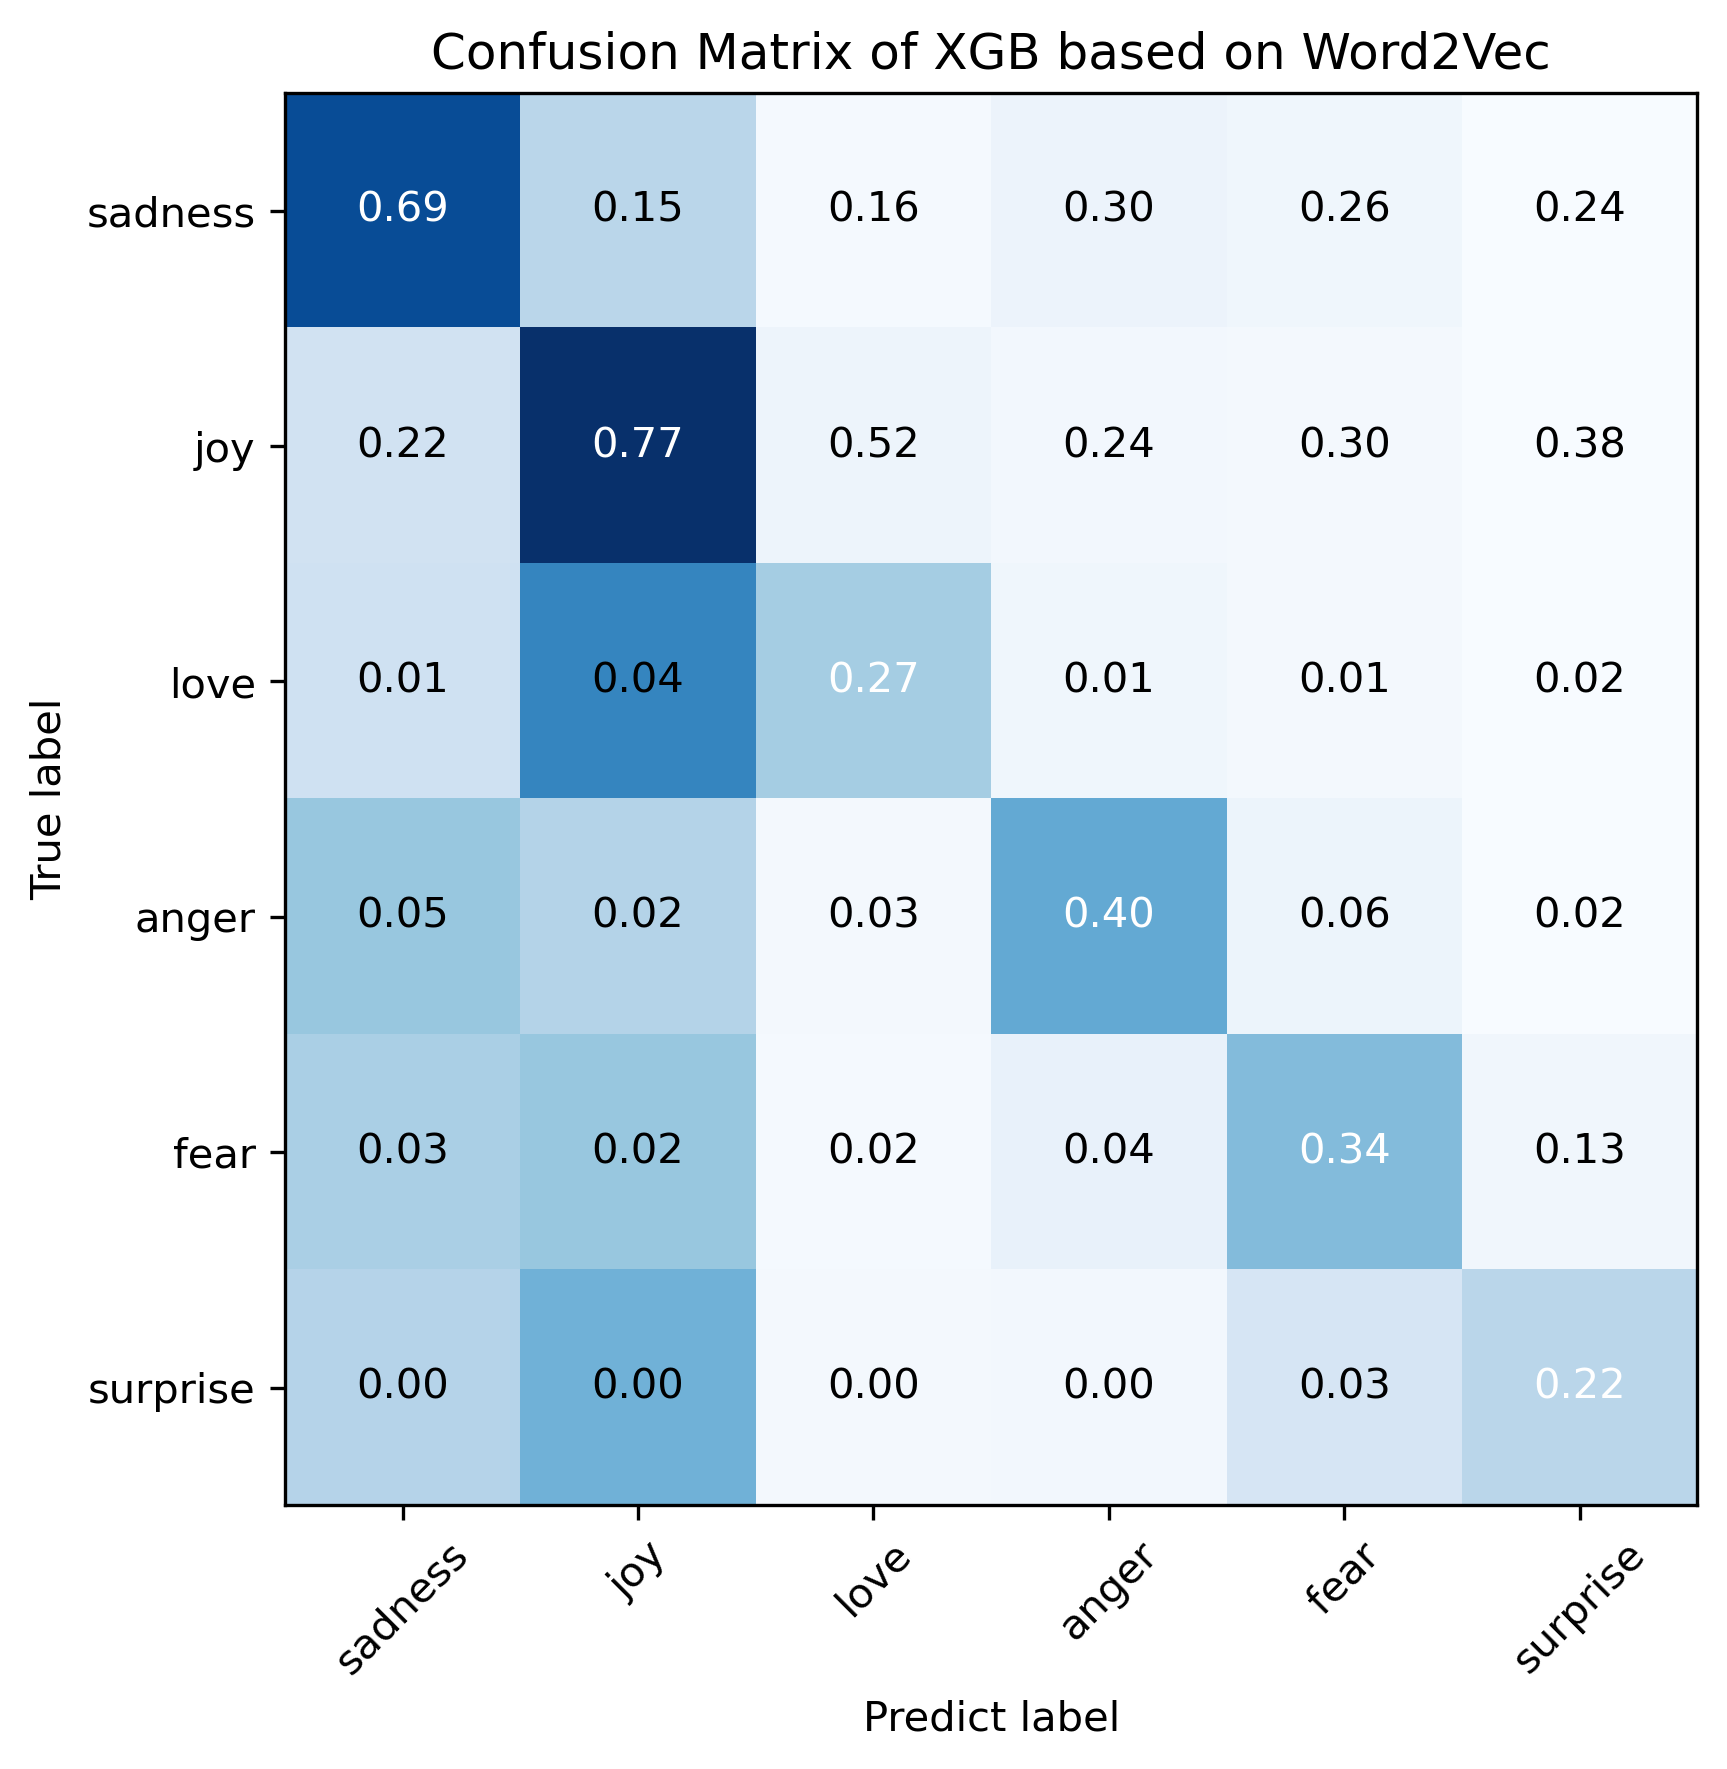 Confusion Matrix of XGB based on Word2Vec
sadness 0.69 0.15 0.16 0.30 0.26 0.24
joy 0.22 0.77 0.52 0.24 0.30 0.38
love 0.01 0.04 0.27 0.01 0.01 0.02
anger 0.05 0.02 0.03 0.40 0.06 0.02
fear 0.03 0.02 0.02 0.04 0.34 0.13
surprise 0.00 0.00 0.00 0.00 0.03 0.22
True label
sadness joy love anger fear surprise
Predict label